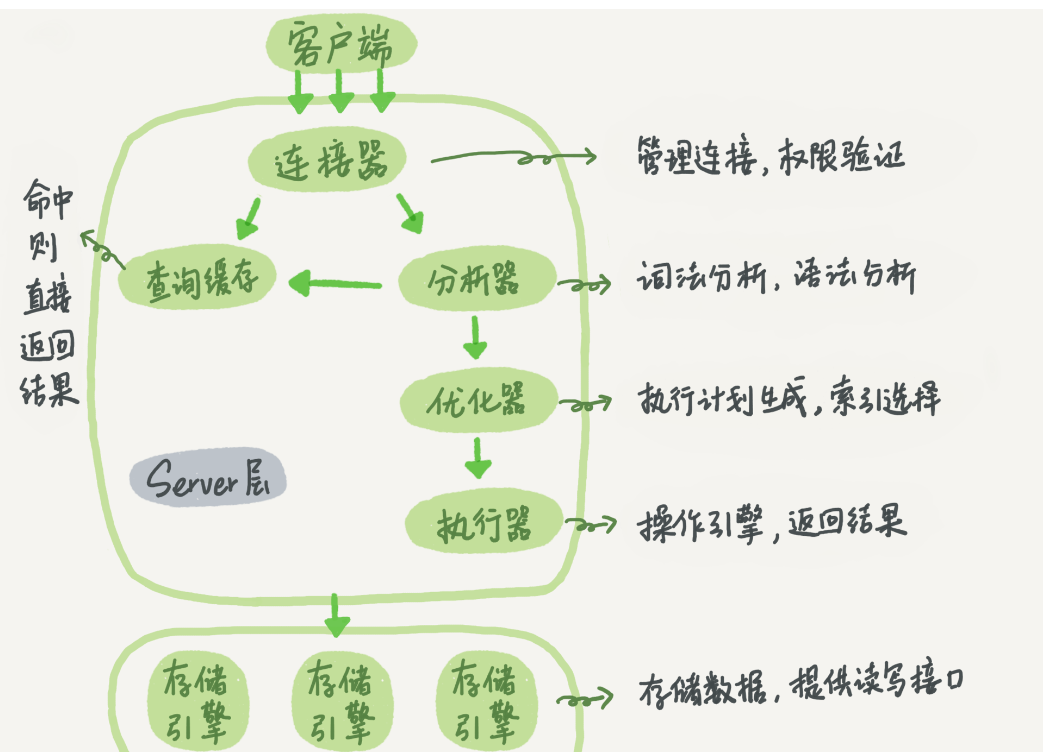 客户端
连接器
管理连接，权限验证
命中
则
直接
返回
结果
查询缓存
分析器
词法分析，语法分析
优化器
执行计划生成，索引选择
Server层
执行器
操作引擎，返回结果
存储
引擎
存储
引擎
存储
引擎
存储数据，提供读写接口